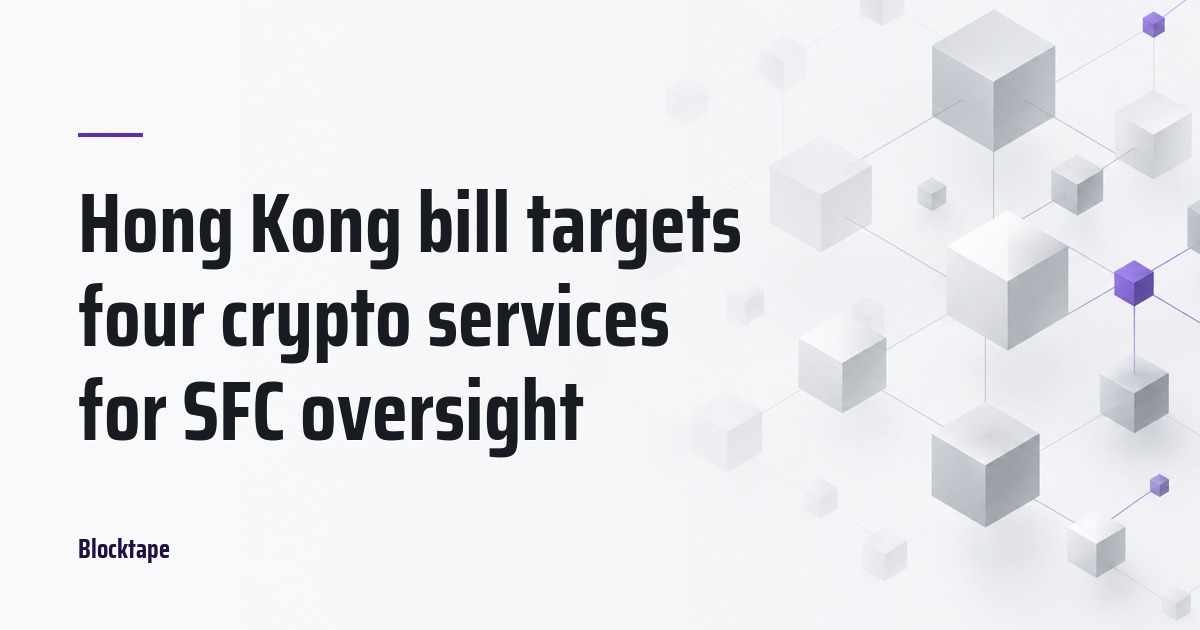 Hong Kong bill targets
four crypto services
for SFC oversight
Blocktape